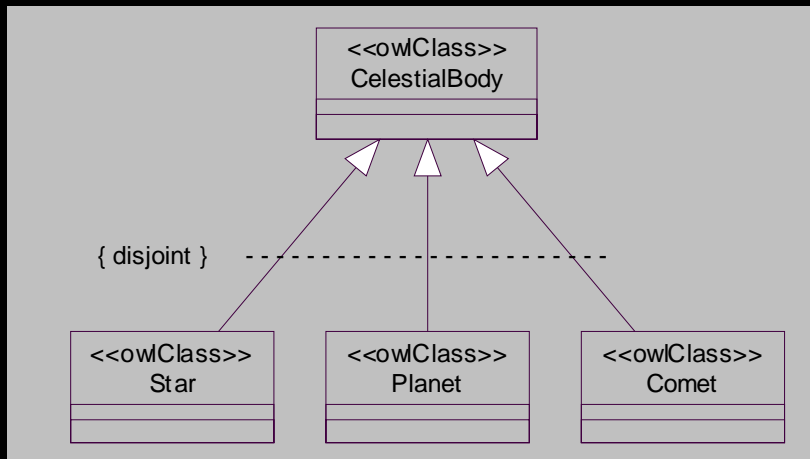 <<owlClass>>
CelestialBody
{ disjoint }
<<owlClass>>
Star
<<owlClass>>
Planet
<<owlClass>>
Comet